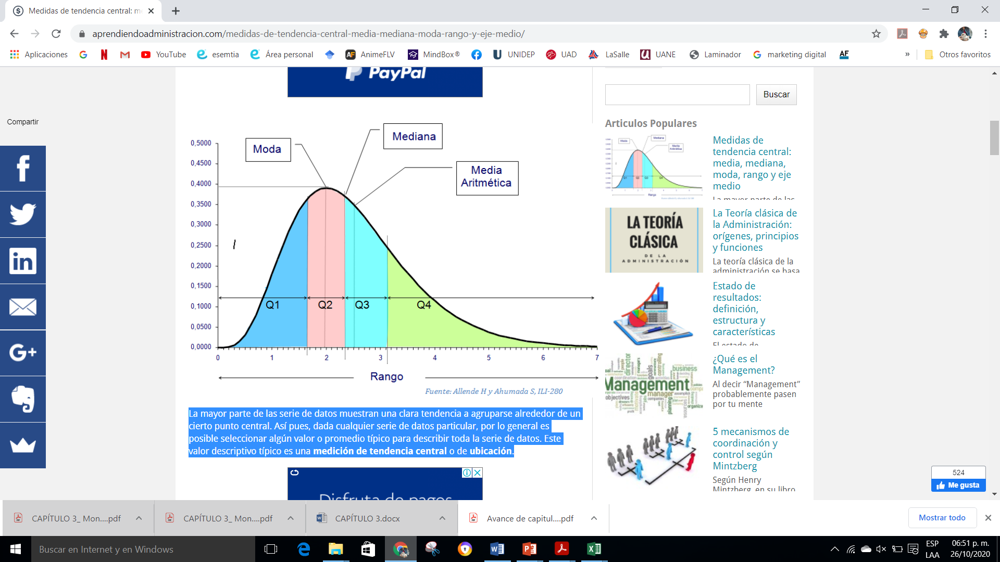 Medidas de tendencia central: me
aprendiendoadministracion.com/medidas-de-tendencia-central-media-mediana-moda-rango-y-eje-medio/
Aplicaciones
YouTube
esemtia
Área personal
AnimeFLV
MindBox®
UNIDEP
UAD
LaSalle
UANE
Laminador
marketing digital
AF
»
Otros favoritos
PayPal
Buscar
Compartir
Articulos Populares
Moda
Mediana
Media
Aritmética
0,5000
0,4500
0,4000
0,3500
0,3000
0,2500
0,2000
0,1500
0,1000
0,0500
0,0000
Q1
Q2
Q3
Q4
0
1
2
3
4
5
6
7
Rango
Fuente: Allende H y Ahumada S, ILI-280
La mayor parte de las serie de datos muestran una clara tendencia a agruparse alrededor de un
cierto punto central. Así pues, dada cualquier serie de datos particular, por lo general es
posible seleccionar algún valor o promedio típico para describir toda la serie de datos. Este
valor descriptivo típico es una medición de tendencia central o de ubicación.
Disfruta de pagos
Medidas de
tendencia central:
media, mediana,
moda, rango y eje
medio
La mayor parte de las
LA TEORÍA
CLÁSICA
DE LA
ADMINISTRACIÓN
La Teoría clásica de
la Administración:
orígenes, principios
y funciones
La teoría clásica de la
administración se basa
Estado de
resultados:
definición,
estructura y
características
El estado de
Management
¿Qué es el
Management?
Al decir “Management”
probablemente pasen
por tu mente
5 mecanismos de
coordinación y
control según
Mintzberg
Según Henry
Mintzberg, en su libro
524
Me gusta
CAPÍTULO 3_ Mon....pdf
CAPÍTULO 3_ Mon....pdf
CAPÍTULO 3.docx
Avance de capitul....pdf
Mostrar todo
Buscar en Internet y en Windows
ESP
LAA
06:51 p. m.
26/10/2020